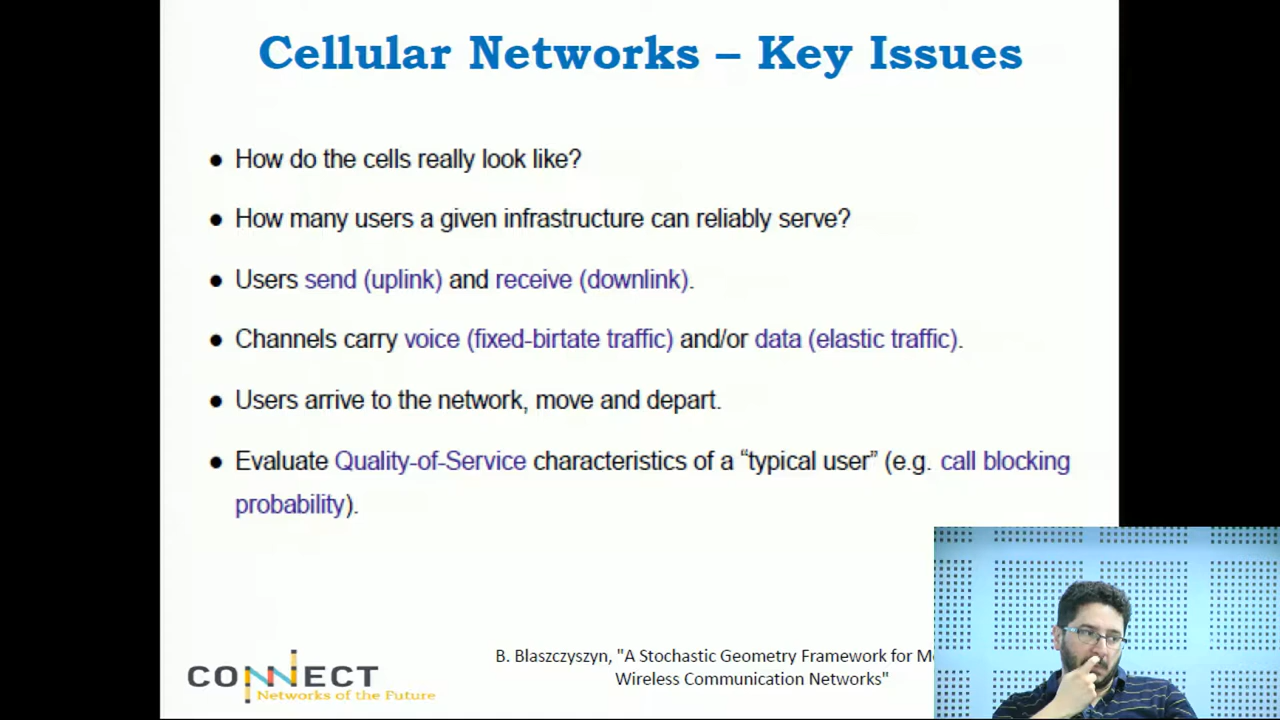 Cellular Networks – Key Issues
● How do the cells really look like?
● How many users a given infrastructure can reliably serve?
● Users send (uplink) and receive (downlink).
● Channels carry voice (fixed-birtate traffic) and/or data (elastic traffic).
● Users arrive to the network, move and depart.
● Evaluate Quality-of-Service characteristics of a “typical user” (e.g. call blocking
probability).
B. Blaszczyszyn, "A Stochastic Geometry Framework for
Wireless Communication Networks"
CONNECT
Networks of the Future